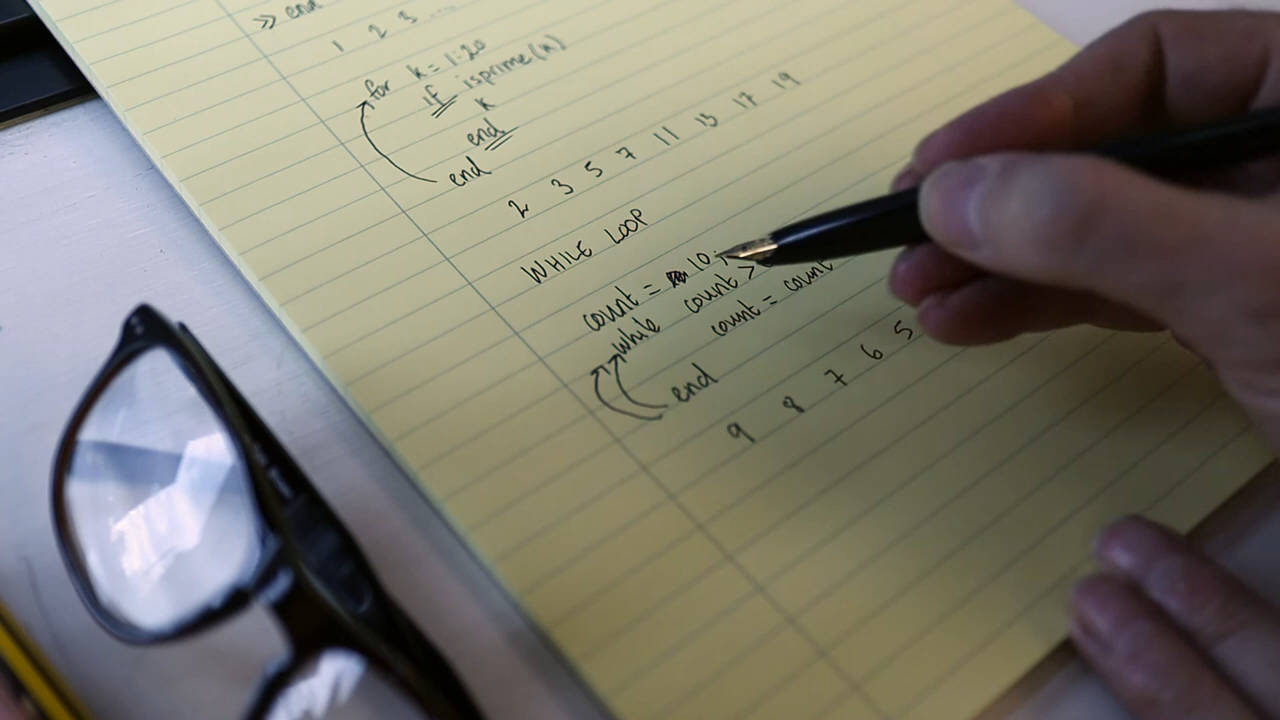 >> end
1 2 3 ...
for k = 1:20
if isprime(k)
k
end
end
2 3 5 7 11 13 17 19
WHILE LOOP
count = 10;
while count >
count = count
end
9 8 7 6 5